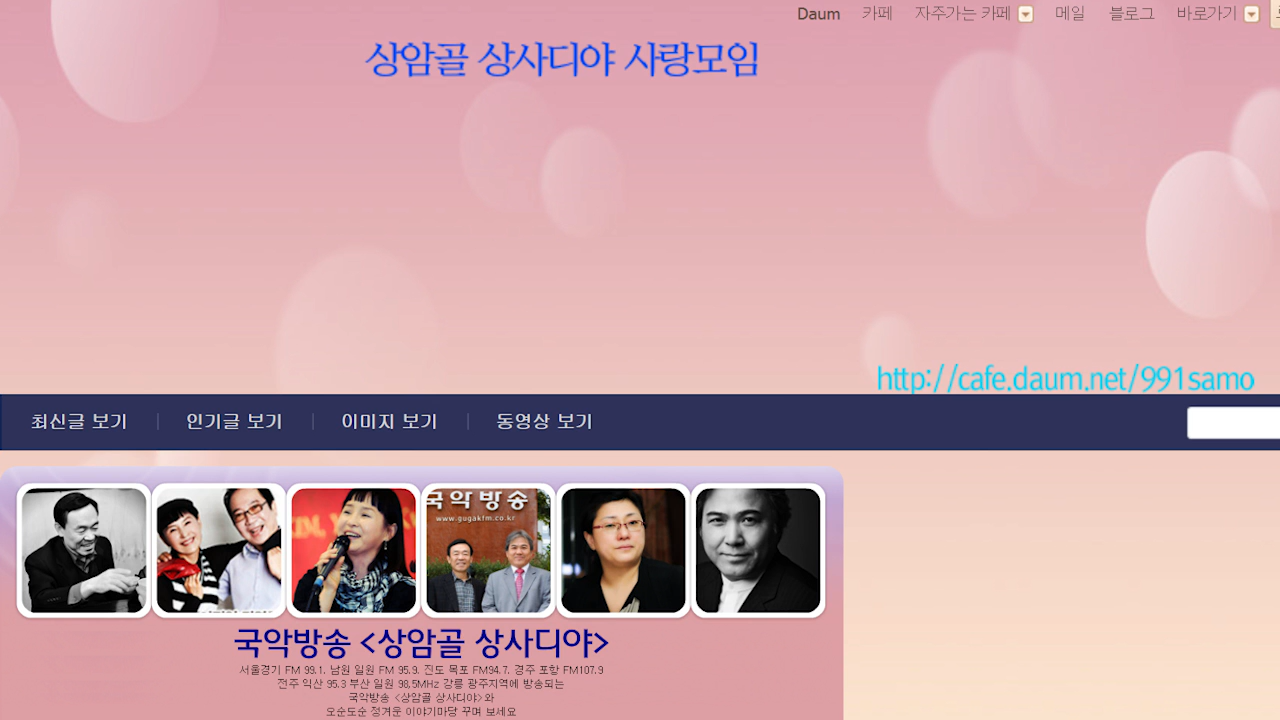 Daum 카페 자주가는 카페 메일 블로그 바로가기
상암골 상사디야 사랑모임
http://cafe.daum.net/991samo
최신글 보기 | 인기글 보기 | 이미지 보기 | 동영상 보기
국악방송
www.gugakfm.co.kr
국악방송 <상암골 상사디야>
서울경기 FM 99.1, 남원 일원 FM 95.9, 진도 목포 FM94.7, 경주 포항 FM107.9
전주 익산 95.3 부산 일원 98,5MHz 강릉 광주지역에 방송되는
국악방송 <상암골 상사디야>와
오순도순 정겨운 이야기마당 꾸며 보세요